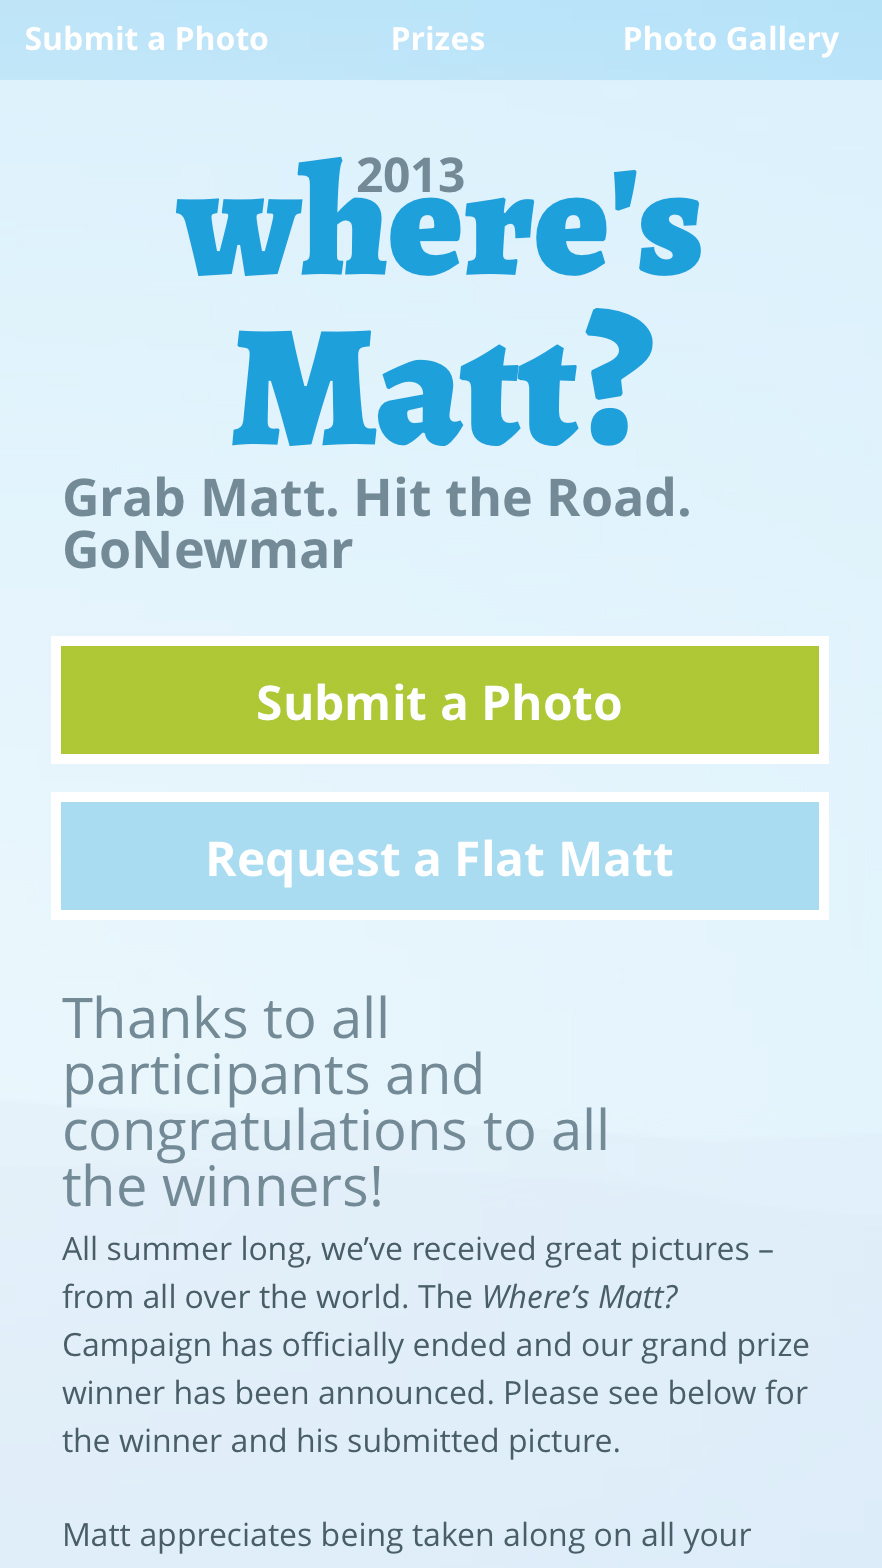 Submit a Photo Prizes Photo Gallery
2013
where's
Matt?
Grab Matt. Hit the Road.
GoNewmar
Submit a Photo
Request a Flat Matt
Thanks to all
participants and
congratulations to all
the winners!
All summer long, we’ve received great pictures –
from all over the world. The Where’s Matt?
Campaign has officially ended and our grand prize
winner has been announced. Please see below for
the winner and his submitted picture.
Matt appreciates being taken along on all your